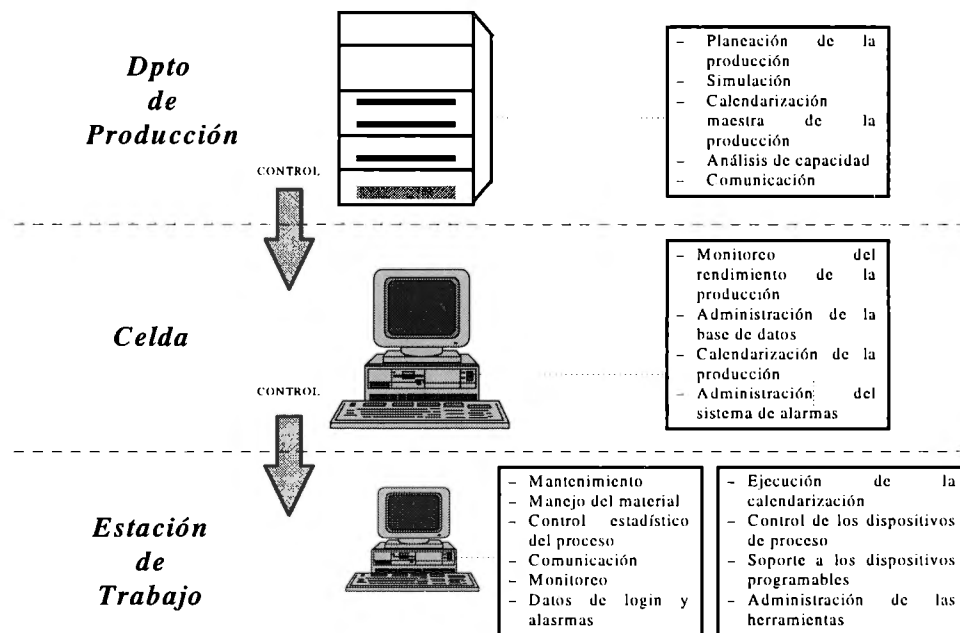 Dpto
de
Producción
CONTROL
– Planeación de la
producción
– Simulación
– Calendarización
maestra de la
producción
– Análisis de capacidad
– Comunicación
Celda
CONTROL
– Monitoreo del
rendimiento de la
producción
– Administración de la
base de datos
– Calendarización de la
producción
– Administración del
sistema de alarmas
Estación
de
Trabajo
– Mantenimiento
– Manejo del material
– Control estadístico
del proceso
– Comunicación
– Monitoreo
– Datos de login y
alasrmas
– Ejecución de la
calendarización
– Control de los dispositivos
de proceso
– Soporte a los dispositivos
programables
– Administración de las
herramientas